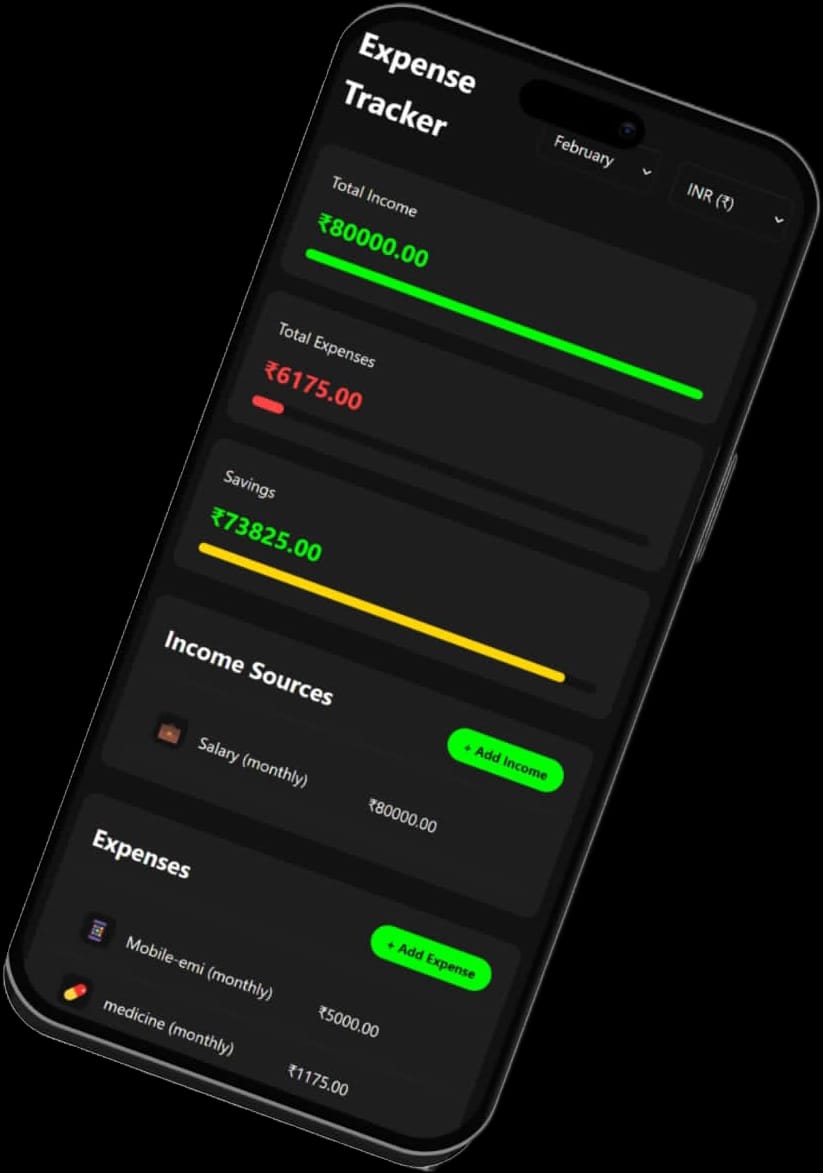 Expense
Tracker
February
INR (₹)
Total Income
₹80000.00
Total Expenses
₹6175.00
Savings
₹73825.00
Income Sources
+ Add Income
Salary (monthly)
₹80000.00
Expenses
+ Add Expense
Mobile-emi (monthly)
₹5000.00
medicine (monthly)
₹1175.00